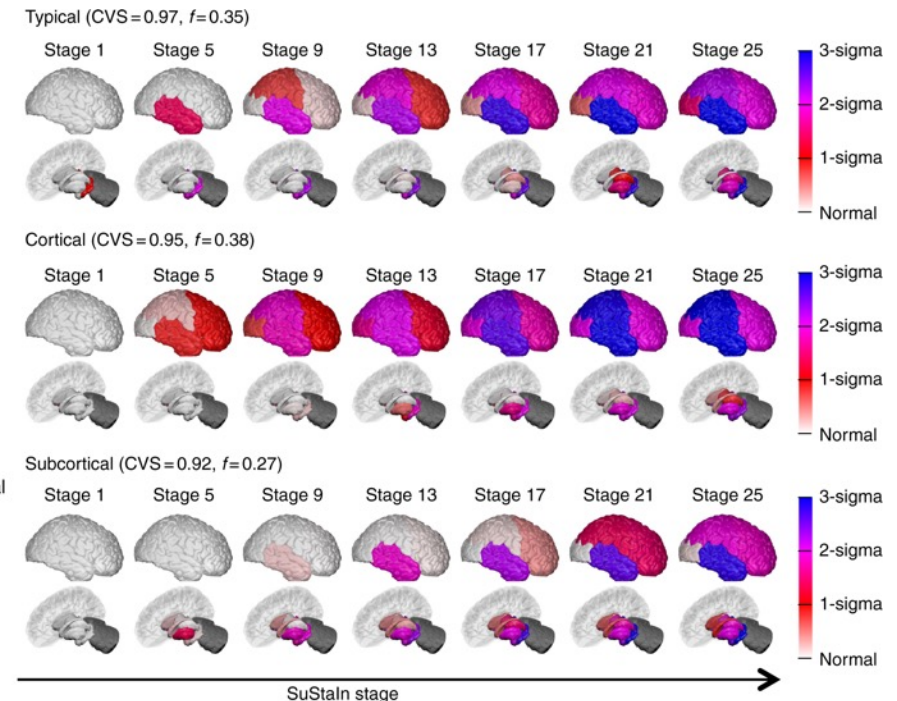 Typical (CVS = 0.97, f = 0.35)
Stage 1 Stage 5 Stage 9 Stage 13 Stage 17 Stage 21 Stage 25
3-sigma
2-sigma
1-sigma
Normal
Cortical (CVS = 0.95, f = 0.38)
Stage 1 Stage 5 Stage 9 Stage 13 Stage 17 Stage 21 Stage 25
3-sigma
2-sigma
1-sigma
Normal
Subcortical (CVS = 0.92, f = 0.27)
Stage 1 Stage 5 Stage 9 Stage 13 Stage 17 Stage 21 Stage 25
3-sigma
2-sigma
1-sigma
Normal
SuStaIn stage